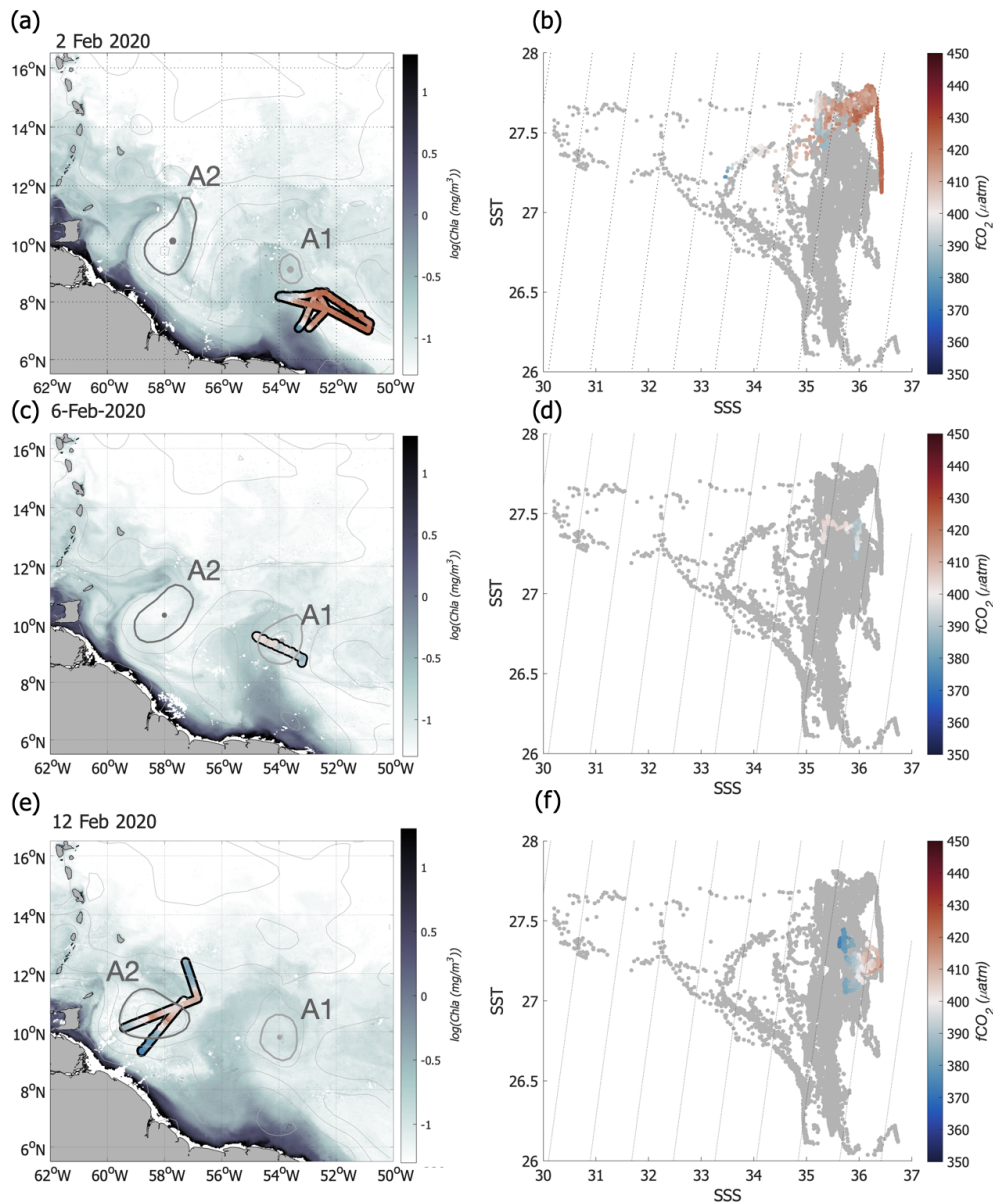 (a)
2 Feb 2020
16°N
14°N
12°N
10°N
8°N
6°N
62°W 60°W 58°W 56°W 54°W 52°W 50°W
A2
A1
1
0.5
0
-0.5
-1
log(Chla (mg/m³))
(b)
28
27.5
27
26.5
26
SST
30 31 32 33 34 35 36 37
SSS
450
440
430
420
410
400
390
380
370
360
350
fCO₂ (μatm)
(c)
6-Feb-2020
16°N
14°N
12°N
10°N
8°N
6°N
62°W 60°W 58°W 56°W 54°W 52°W 50°W
A2
A1
1
0.5
0
-0.5
-1
log(Chla (mg/m³))
(d)
28
27.5
27
26.5
26
SST
30 31 32 33 34 35 36 37
SSS
450
440
430
420
410
400
390
380
370
360
350
fCO₂ (μatm)
(e)
12 Feb 2020
16°N
14°N
12°N
10°N
8°N
6°N
62°W 60°W 58°W 56°W 54°W 52°W 50°W
A2
A1
1
0.5
0
-0.5
-1
log(Chla (mg/m³))
(f)
28
27.5
27
26.5
26
SST
30 31 32 33 34 35 36 37
SSS
450
440
430
420
410
400
390
380
370
360
350
fCO₂ (μatm)